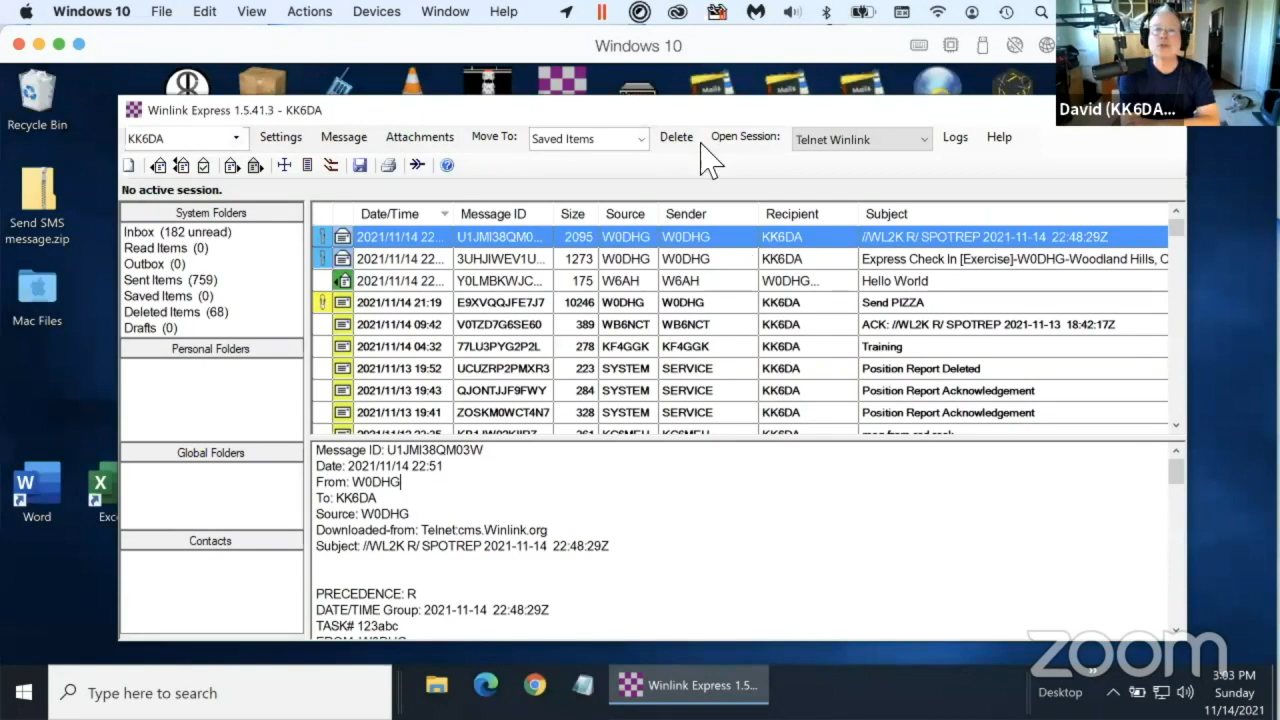 Windows 10 File Edit View Actions Devices Window Help
Windows 10
David (KK6DA...
Recycle Bin
Send SMS
message.zip
Mac Files
Word
Exc
Winlink Express 1.5.41.3 - KK6DA
KK6DA Settings Message Attachments Move To: Saved Items Delete Open Session: Telnet Winlink Logs Help
No active session.
System Folders
Inbox (182 unread)
Read Items (0)
Outbox (0)
Sent Items (759)
Saved Items (0)
Deleted Items (68)
Drafts (0)
Personal Folders
Global Folders
Contacts
Date/Time Message ID Size Source Sender Recipient Subject
2021/11/14 22... U1JMI38QM0... 2095 W0DHG W0DHG KK6DA //WL2K R/ SPOTREP 2021-11-14 22:48:29Z
2021/11/14 22... 3UHJIWEV1U... 1273 W0DHG W0DHG KK6DA Express Check In [Exercise]-W0DHG-Woodland Hills, C
2021/11/14 22... Y0LMBKWJC... 175 W6AH W6AH W0DHG... Hello World
2021/11/14 21:19 E9XVQQJFE7J7 10246 W0DHG W0DHG KK6DA Send PIZZA
2021/11/14 09:42 V0TZD7G6SE60 389 WB6NCT WB6NCT KK6DA ACK: //WL2K R/ SPOTREP 2021-11-13 18:42:17Z
2021/11/14 04:32 77LU3PYG2P2L 278 KF4GGK KF4GGK KK6DA Training
2021/11/13 19:52 UCUZRP2PMXR3 223 SYSTEM SERVICE KK6DA Position Report Deleted
2021/11/13 19:43 QJONTJJF9FWY 284 SYSTEM SERVICE KK6DA Position Report Acknowledgement
2021/11/13 19:41 ZOSKM0WCT4N7 328 SYSTEM SERVICE KK6DA Position Report Acknowledgement
Message ID: U1JMI38QM03W
Date: 2021/11/14 22:51
From: W0DHG
To: KK6DA
Source: W0DHG
Downloaded-from: Telnet:cms.Winlink.org
Subject: //WL2K R/ SPOTREP 2021-11-14 22:48:29Z
PRECEDENCE: R
DATE/TIME Group: 2021-11-14 22:48:29Z
TASK# 123abc
zoom
Type here to search
Winlink Express 1.5...
Desktop
3:03 PM
Sunday
11/14/2021